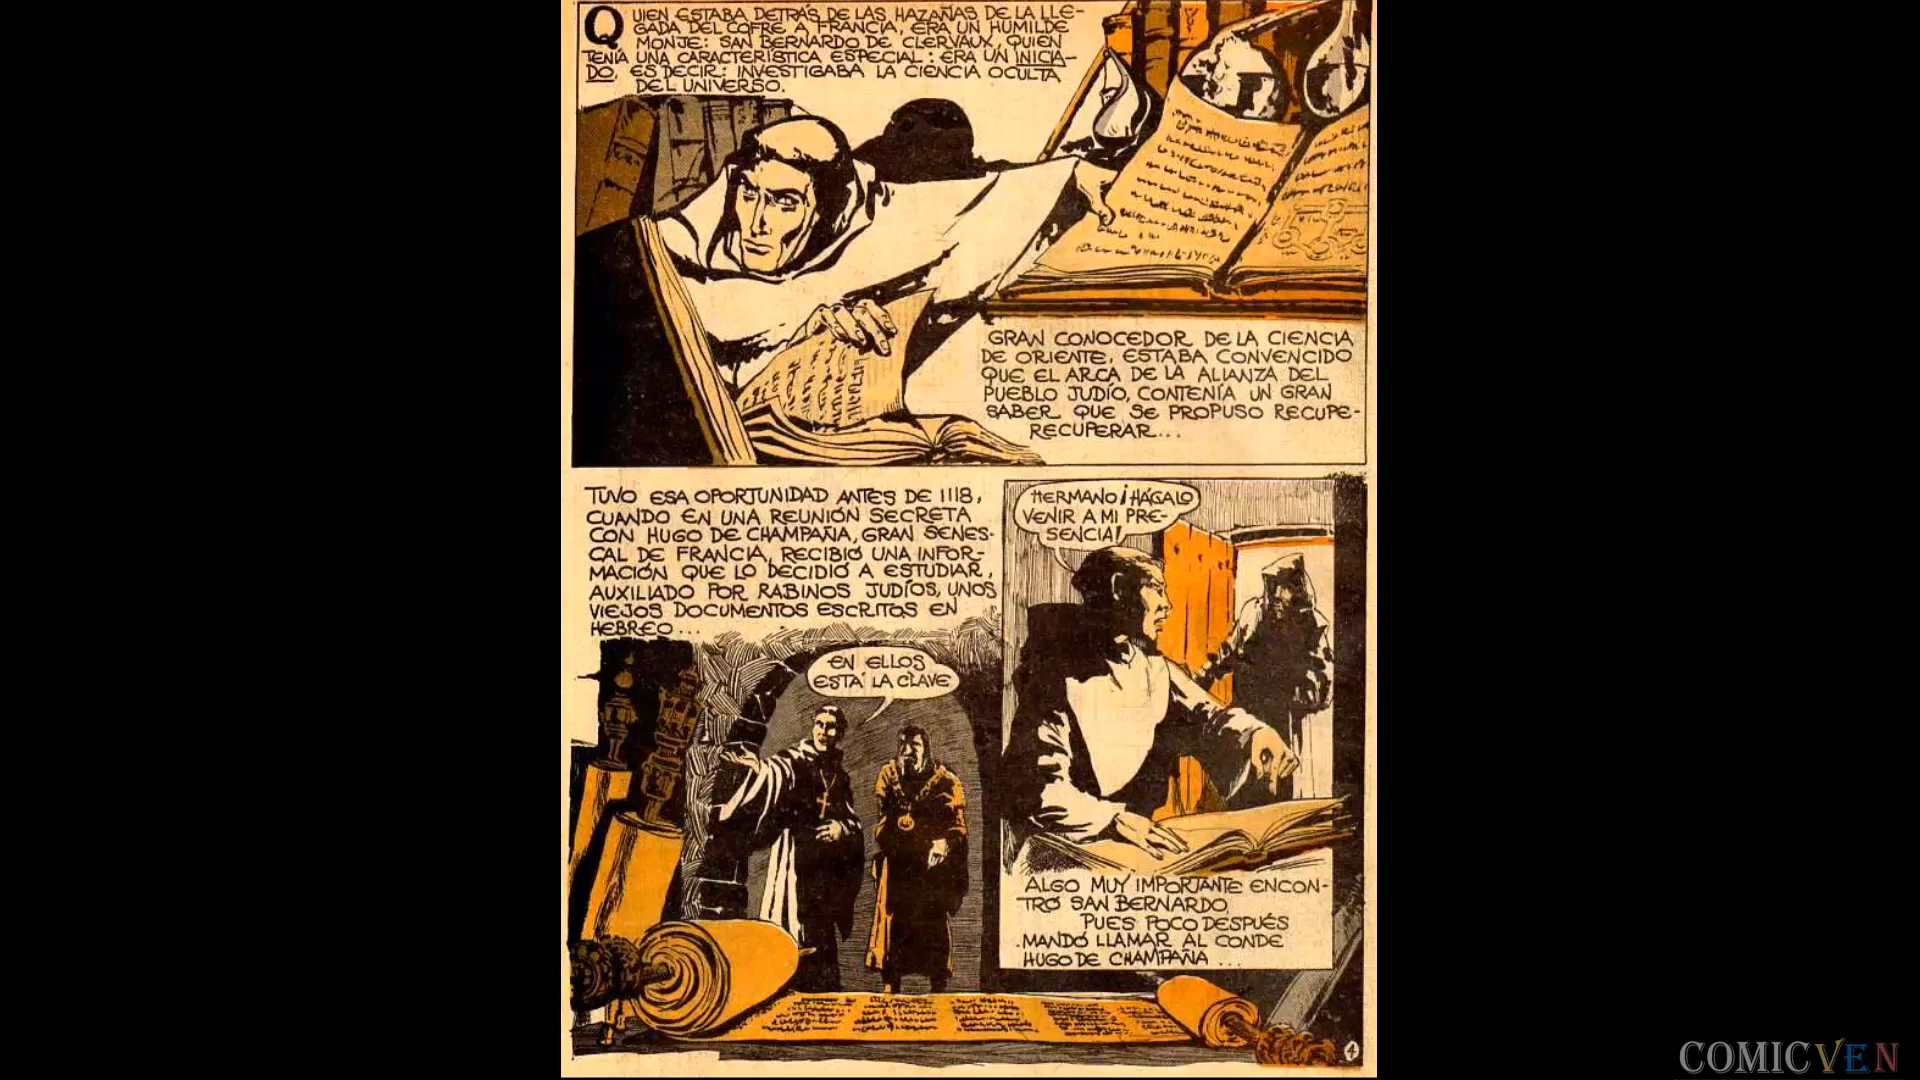 QUIEN ESTABA DETRÁS DE LAS HAZAÑAS DE LA LLE-
GADA DEL COFRE A FRANCIA, ERA UN HUMILDE
MONJE: SAN BERNARDO DE CLERVAUX, QUIEN
TENÍA UNA CARACTERÍSTICA ESPECIAL: ERA UN INICIA-
DO, ES DECIR: INVESTIGABA LA CIENCIA OCULTA
DEL UNIVERSO.
GRAN CONOCEDOR DE LA CIENCIA
DE ORIENTE, ESTABA CONVENCIDO
QUE EL ARCA DE LA ALIANZA DEL
PUEBLO JUDÍO, CONTENÍA UN GRAN
SABER QUE SE PROPUSO RECUPE-
RECUPERAR...
TUVO ESA OPORTUNIDAD ANTES DE 1118,
CUANDO EN UNA REUNIÓN SECRETA
CON HUGO DE CHAMPAÑA, GRAN SENES-
CAL DE FRANCIA, RECIBIÓ UNA INFOR-
MACIÓN QUE LO DECIDIÓ A ESTUDIAR,
AUXILIADO POR RABINOS JUDÍOS, UNOS
VIEJOS DOCUMENTOS ESCRITOS EN
HEBREO...
EN ELLOS
ESTÁ LA CLAVE
HERMANO ¡HÁGALO
VENIR A MI PRE-
SENCIA!
ALGO MUY IMPORTANTE ENCON-
TRÓ SAN BERNARDO,
PUES POCO DESPUÉS
MANDÓ LLAMAR AL CONDE
HUGO DE CHAMPAÑA ...
4
COMICVEN